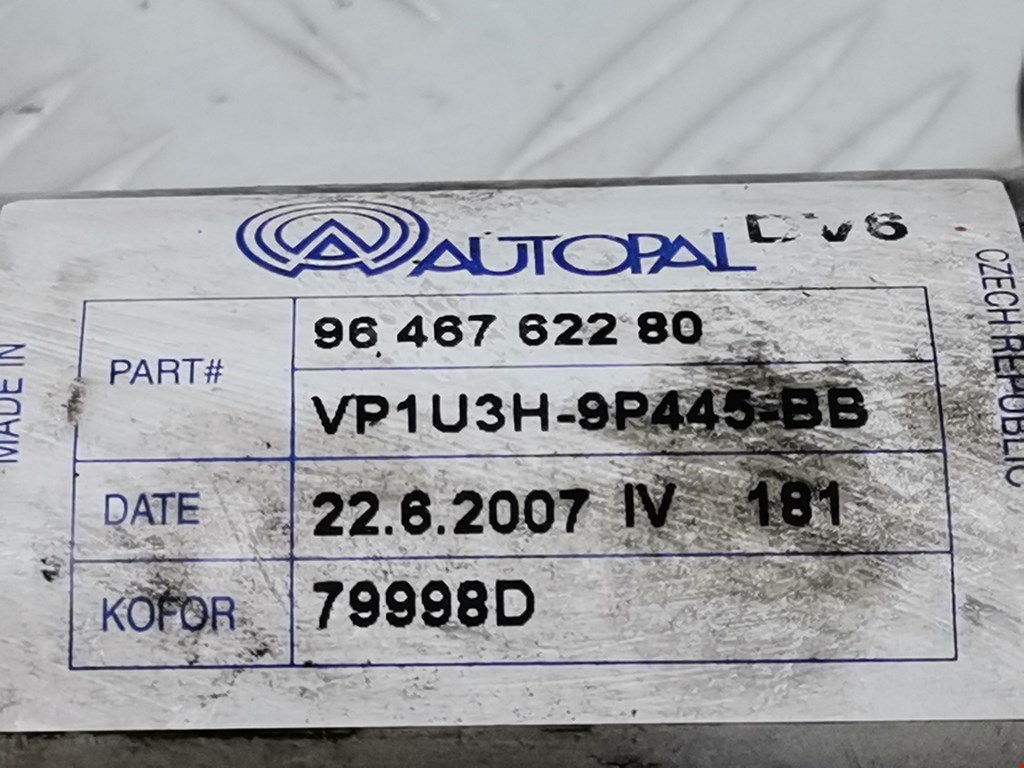 AUTOPAL DV6
MADE IN
PART# 96 467 622 80
VP1U3H-9P445-BB
DATE 22.6.2007 IV 181
KOFOR 79998D
CZECH REPUBLIC